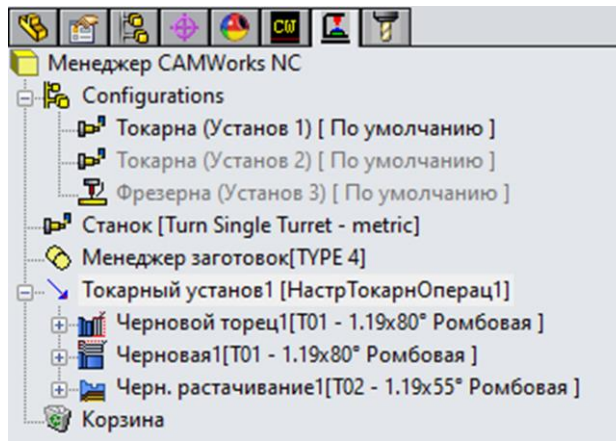 CW
Менеджер CAMWorks NC
Configurations
Токарна (Установ 1) [ По умолчанию ]
Токарна (Установ 2) [ По умолчанию ]
Фрезерна (Установ 3) [ По умолчанию ]
Станок [Turn Single Turret - metric]
Менеджер заготовок[TYPE 4]
Токарный установ1 [НастрТокарнОперац1]
Черновой торец1[T01 - 1.19x80° Ромбовая ]
Черновая1[T01 - 1.19x80° Ромбовая ]
Черн. растачивание1[T02 - 1.19x55° Ромбовая ]
Корзина